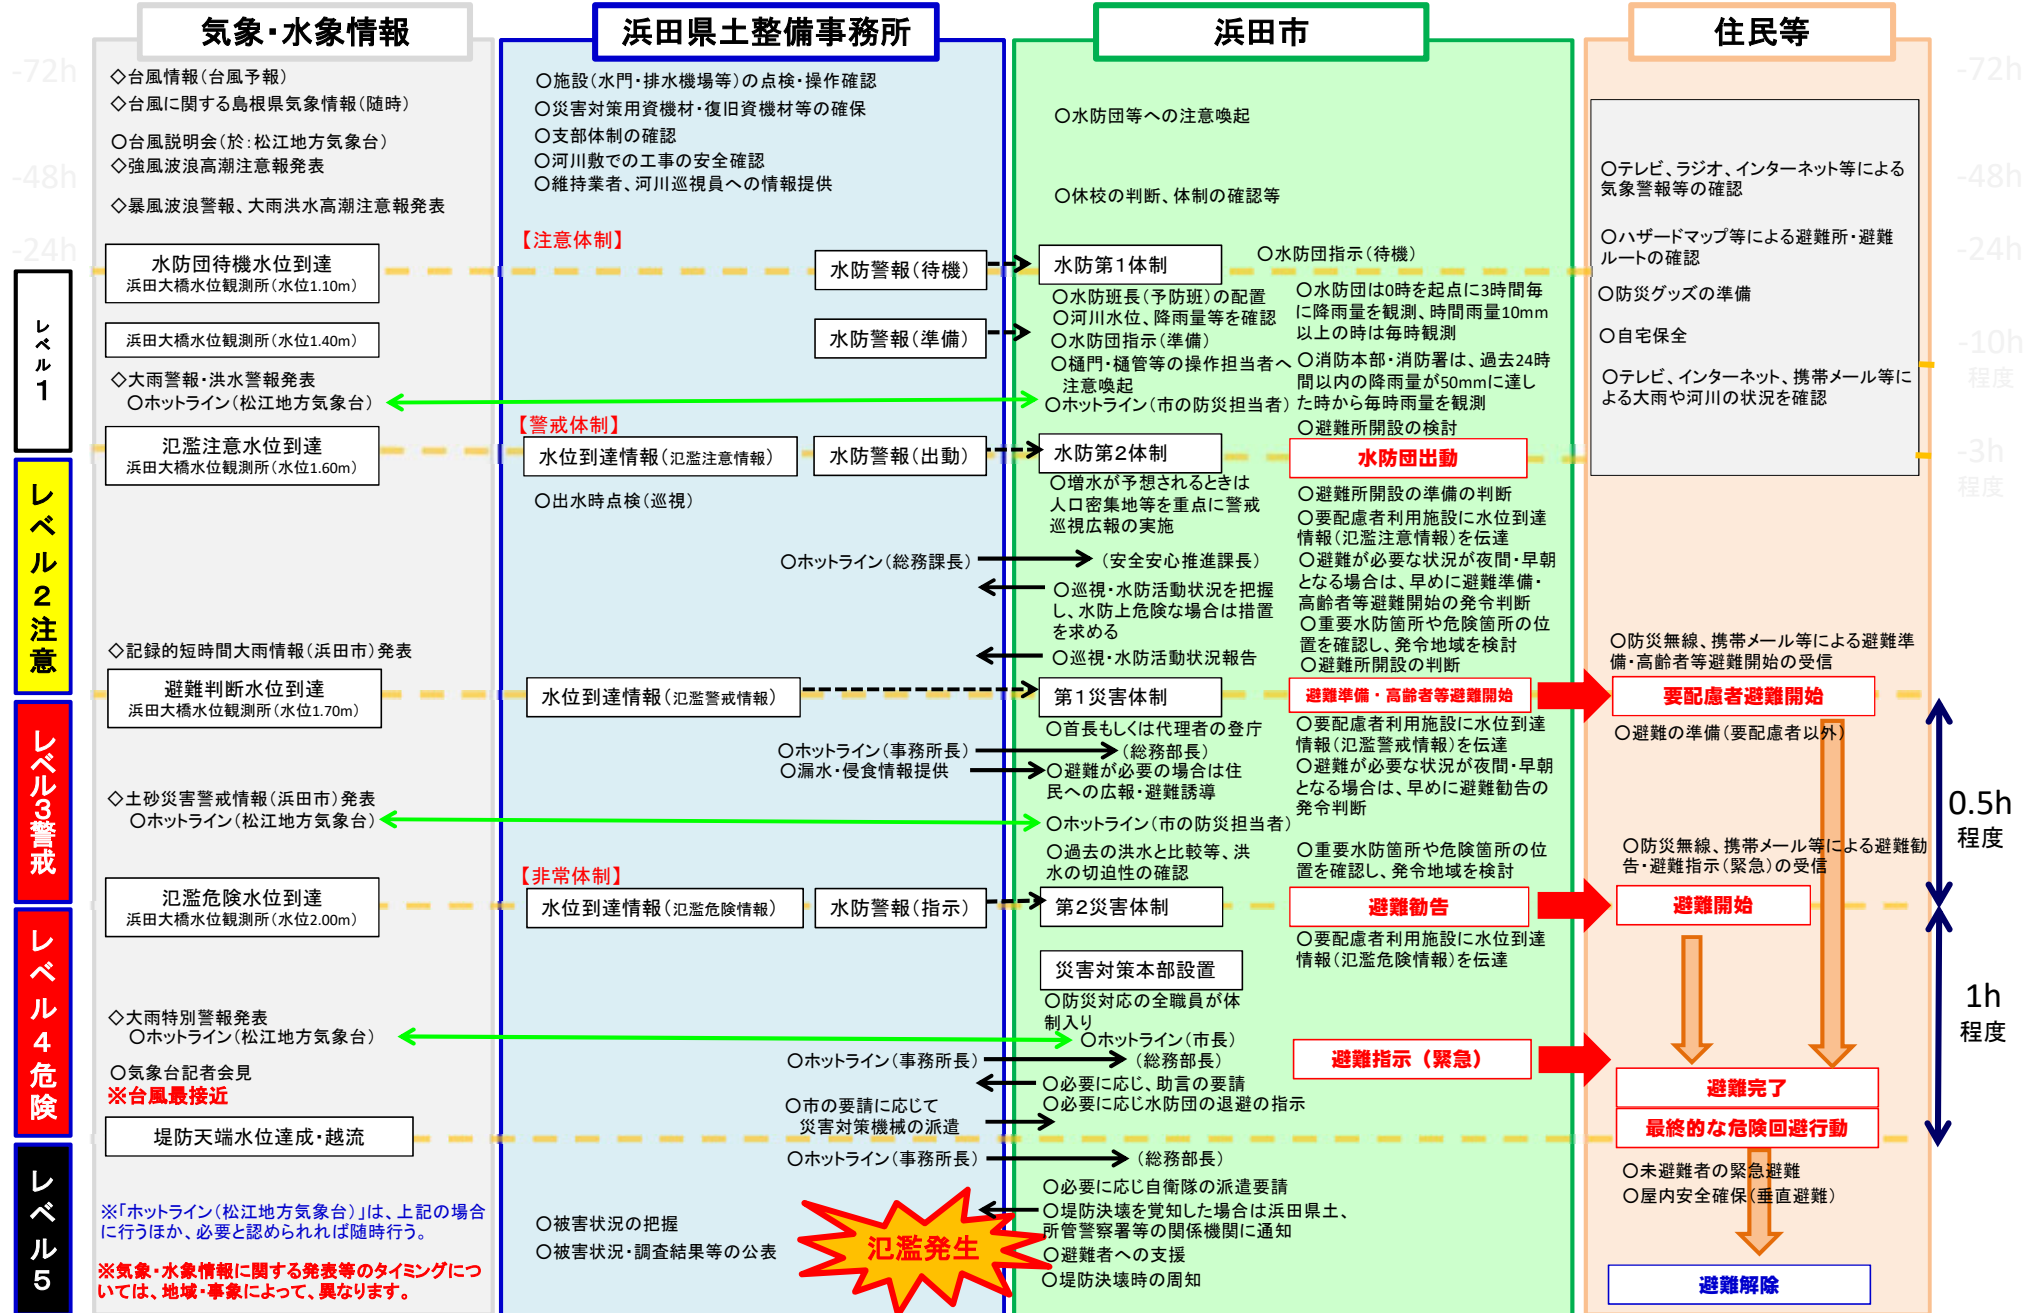 気象・水象情報
浜田県土整備事務所
浜田市
住民等
-72h
-48h
-24h
レベル1
レベル2注意
レベル3警戒
レベル4危険
レベル5
◇台風情報(台風予報)
◇台風に関する島根県気象情報(随時)
○台風説明会(於:松江地方気象台)
◇強風波浪高潮注意報発表
◇暴風波浪警報、大雨洪水高潮注意報発表
水防団待機水位到達
浜田大橋水位観測所(水位1.10m)
浜田大橋水位観測所(水位1.40m)
◇大雨警報・洪水警報発表
○ホットライン(松江地方気象台)
氾濫注意水位到達
浜田大橋水位観測所(水位1.60m)
◇記録的短時間大雨情報(浜田市)発表
避難判断水位到達
浜田大橋水位観測所(水位1.70m)
◇土砂災害警戒情報(浜田市)発表
○ホットライン(松江地方気象台)
氾濫危険水位到達
浜田大橋水位観測所(水位2.00m)
◇大雨特別警報発表
○ホットライン(松江地方気象台)
○気象台記者会見
※台風最接近
堤防天端水位達成・越流
※「ホットライン(松江地方気象台)」は、上記の場合
に行うほか、必要と認められれば随時行う。
※気象・水象情報に関する発表等のタイミングにつ
いては、地域・事象によって、異なります。
○施設(水門・排水機場等)の点検・操作確認
○災害対策用資機材・復旧資機材等の確保
○支部体制の確認
○河川敷での工事の安全確認
○維持業者、河川巡視員への情報提供
【注意体制】
水防警報(待機)
水防警報(準備)
【警戒体制】
水位到達情報(氾濫注意情報)
水防警報(出動)
○出水時点検(巡視)
○ホットライン(総務課長)
水位到達情報(氾濫警戒情報)
○ホットライン(事務所長)
○漏水・侵食情報提供
【非常体制】
水位到達情報(氾濫危険情報)
水防警報(指示)
○ホットライン(事務所長)
○市の要請に応じて
災害対策機械の派遣
○ホットライン(事務所長)
○被害状況の把握
○被害状況・調査結果等の公表
氾濫発生
○水防団等への注意喚起
○休校の判断、体制の確認等
水防第1体制
○水防団指示(待機)
○水防班長(予防班)の配置
○河川水位、降雨量等を確認
○水防団指示(準備)
○樋門・樋管等の操作担当者へ
注意喚起
○ホットライン(市の防災担当者)
○水防団は0時を起点に3時間毎
に降雨量を観測、時間雨量10mm
以上の時は毎時観測
○消防本部・消防署は、過去24時
間以内の降雨量が50mmに達し
た時から毎時雨量を観測
○避難所開設の検討
水防第2体制
水防団出動
○増水が予想されるときは
人口密集地等を重点に警戒
巡視広報の実施
(安全安心推進課長)
○巡視・水防活動状況を把握
し、水防上危険な場合は措置
を求める
○巡視・水防活動状況報告
○避難所開設の準備の判断
○要配慮者利用施設に水位到達
情報(氾濫注意情報)を伝達
○避難が必要な状況が夜間・早朝
となる場合は、早めに避難準備・
高齢者等避難開始の発令判断
○重要水防箇所や危険箇所の位
置を確認し、発令地域を検討
○避難所開設の判断
第1災害体制
避難準備・高齢者等避難開始
○首長もしくは代理者の登庁
(総務部長)
○避難が必要の場合は住
民への広報・避難誘導
○ホットライン(市の防災担当者)
○過去の洪水と比較等、洪
水の切迫性の確認
○要配慮者利用施設に水位到達
情報(氾濫警戒情報)を伝達
○避難が必要な状況が夜間・早朝
となる場合は、早めに避難勧告の
発令判断
○重要水防箇所や危険箇所の位
置を確認し、発令地域を検討
第2災害体制
避難勧告
○要配慮者利用施設に水位到達
情報(氾濫危険情報)を伝達
災害対策本部設置
○防災対応の全職員が体
制入り
○ホットライン(市長)
(総務部長)
避難指示(緊急)
○必要に応じ、助言の要請
○必要に応じ水防団の退避の指示
(総務部長)
○必要に応じ自衛隊の派遣要請
○堤防決壊を覚知した場合は浜田県土、
所管警察署等の関係機関に通知
○避難者への支援
○堤防決壊時の周知
○テレビ、ラジオ、インターネット等による
気象警報等の確認
○ハザードマップ等による避難所・避難
ルートの確認
○防災グッズの準備
○自宅保全
○テレビ、インターネット、携帯メール等に
よる大雨や河川の状況を確認
○防災無線、携帯メール等による避難準
備・高齢者等避難開始の受信
要配慮者避難開始
○避難の準備(要配慮者以外)
○防災無線、携帯メール等による避難勧
告・避難指示(緊急)の受信
避難開始
避難完了
最終的な危険回避行動
○未避難者の緊急避難
○屋内安全確保(垂直避難)
避難解除
-72h
-48h
-24h
-10h
程度
-3h
程度
0.5h
程度
1h
程度